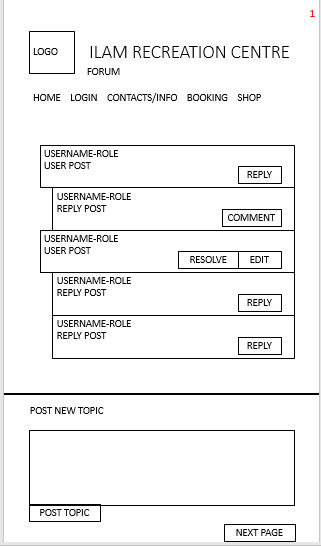 1
LOGO
ILAM RECREATION CENTRE
FORUM
HOME LOGIN CONTACTS/INFO BOOKING SHOP
USERNAME-ROLE
USER POST
REPLY
USERNAME-ROLE
REPLY POST
COMMENT
USERNAME-ROLE
USER POST
RESOLVE EDIT
USERNAME-ROLE
REPLY POST
REPLY
USERNAME-ROLE
REPLY POST
REPLY
POST NEW TOPIC
POST TOPIC
NEXT PAGE